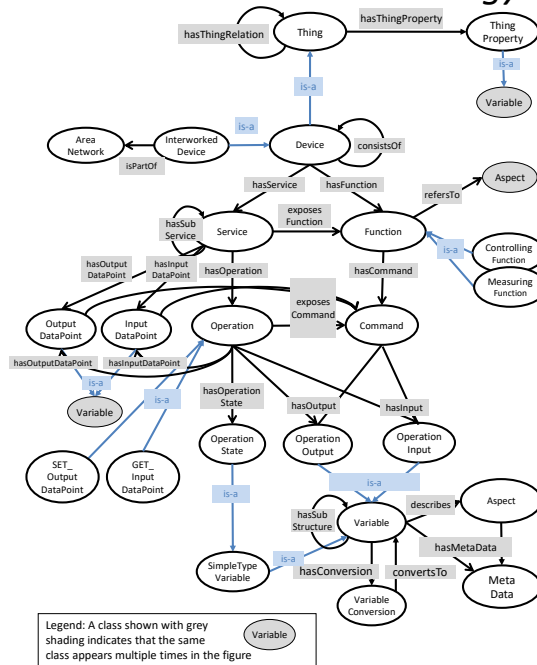 gy
hasThingProperty
hasThingRelation
Thing
Thing
Property
is-a
is-a
Variable
is-a
Area
Network
Interworked
Device
Device
consistsOf
isPartOf
hasService
hasFunction
refersTo
Aspect
hasSub
Service
exposes
Function
Service
Function
is-a
Controlling
Function
hasOutput
DataPoint
hasInput
DataPoint
hasOperation
hasCommand
Measuring
Function
exposes
Command
Output
DataPoint
Input
DataPoint
Operation
Command
hasOutputDataPoint
hasInputDataPoint
is-a
is-a
Variable
hasOperation
State
hasOutput
hasInput
Operation
State
Operation
Output
Operation
Input
SET_
Output
DataPoint
GET_
Input
DataPoint
is-a
is-a
describes
Aspect
hasSub
Structure
Variable
hasMetaData
is-a
SimpleType
Variable
hasConversion
convertsTo
Meta
Data
Variable
Conversion
Legend: A class shown with grey
shading indicates that the same
class appears multiple times in the figure
Variable